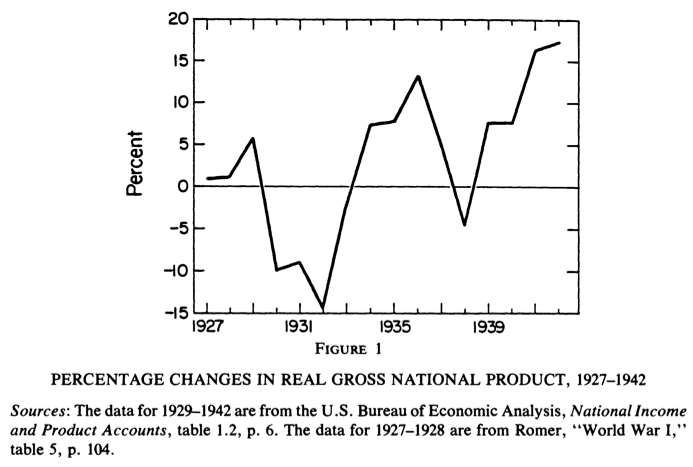 20
15
10
5
0
−5
−10
−15
Percent
1927 1931 1935 1939
FIGURE 1
PERCENTAGE CHANGES IN REAL GROSS NATIONAL PRODUCT, 1927–1942
Sources: The data for 1929–1942 are from the U.S. Bureau of Economic Analysis, National Income
and Product Accounts, table 1.2, p. 6. The data for 1927–1928 are from Romer, “World War I,”
table 5, p. 104.